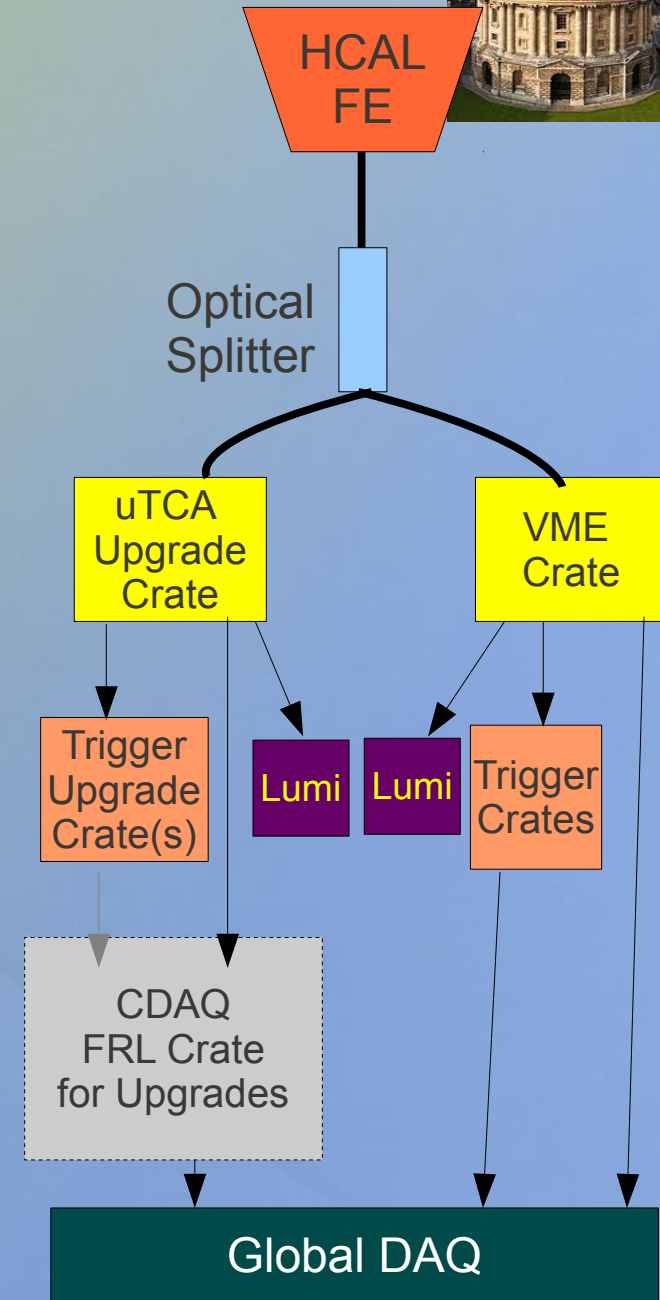 HCAL
FE
Optical
Splitter
uTCA
Upgrade
Crate
VME
Crate
Trigger
Upgrade
Crate(s)
Lumi
Lumi
Trigger
Crates
CDAQ
FRL Crate
for Upgrades
Global DAQ